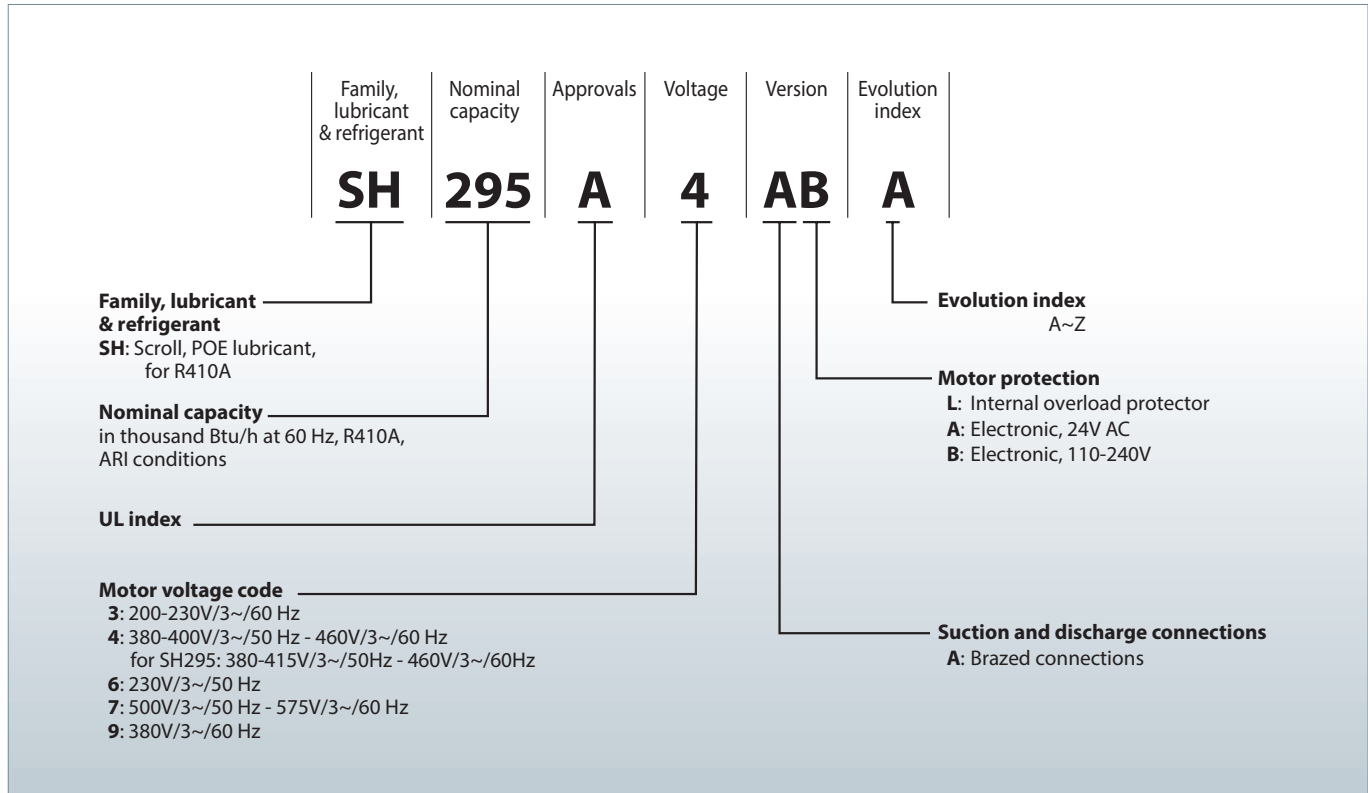 Family,
lubricant
& refrigerant
Nominal
capacity
Approvals
Voltage
Version
Evolution
index
SH 295 A 4 AB A
Family, lubricant
& refrigerant
SH: Scroll, POE lubricant,
for R410A
Nominal capacity
in thousand Btu/h at 60 Hz, R410A,
ARI conditions
UL index
Motor voltage code
3: 200-230V/3~/60 Hz
4: 380-400V/3~/50 Hz - 460V/3~/60 Hz
for SH295: 380-415V/3~/50Hz - 460V/3~/60Hz
6: 230V/3~/50 Hz
7: 500V/3~/50 Hz - 575V/3~/60 Hz
9: 380V/3~/60 Hz
Evolution index
A~Z
Motor protection
L: Internal overload protector
A: Electronic, 24V AC
B: Electronic, 110-240V
Suction and discharge connections
A: Brazed connections